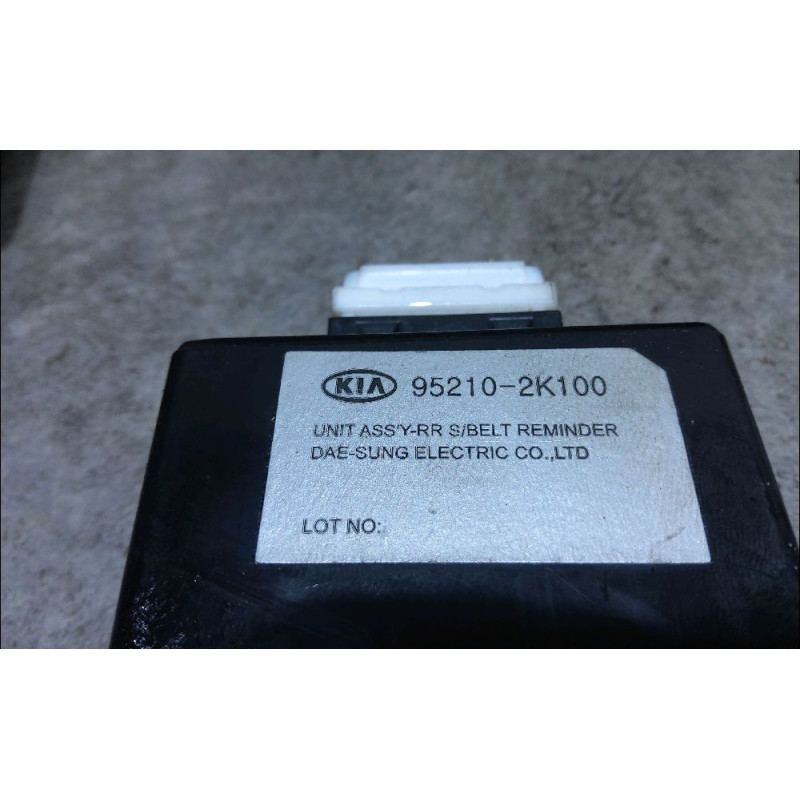 KIA 95210-2K100
UNIT ASS'Y-RR S/BELT REMINDER
DAE-SUNG ELECTRIC CO.,LTD
LOT NO: